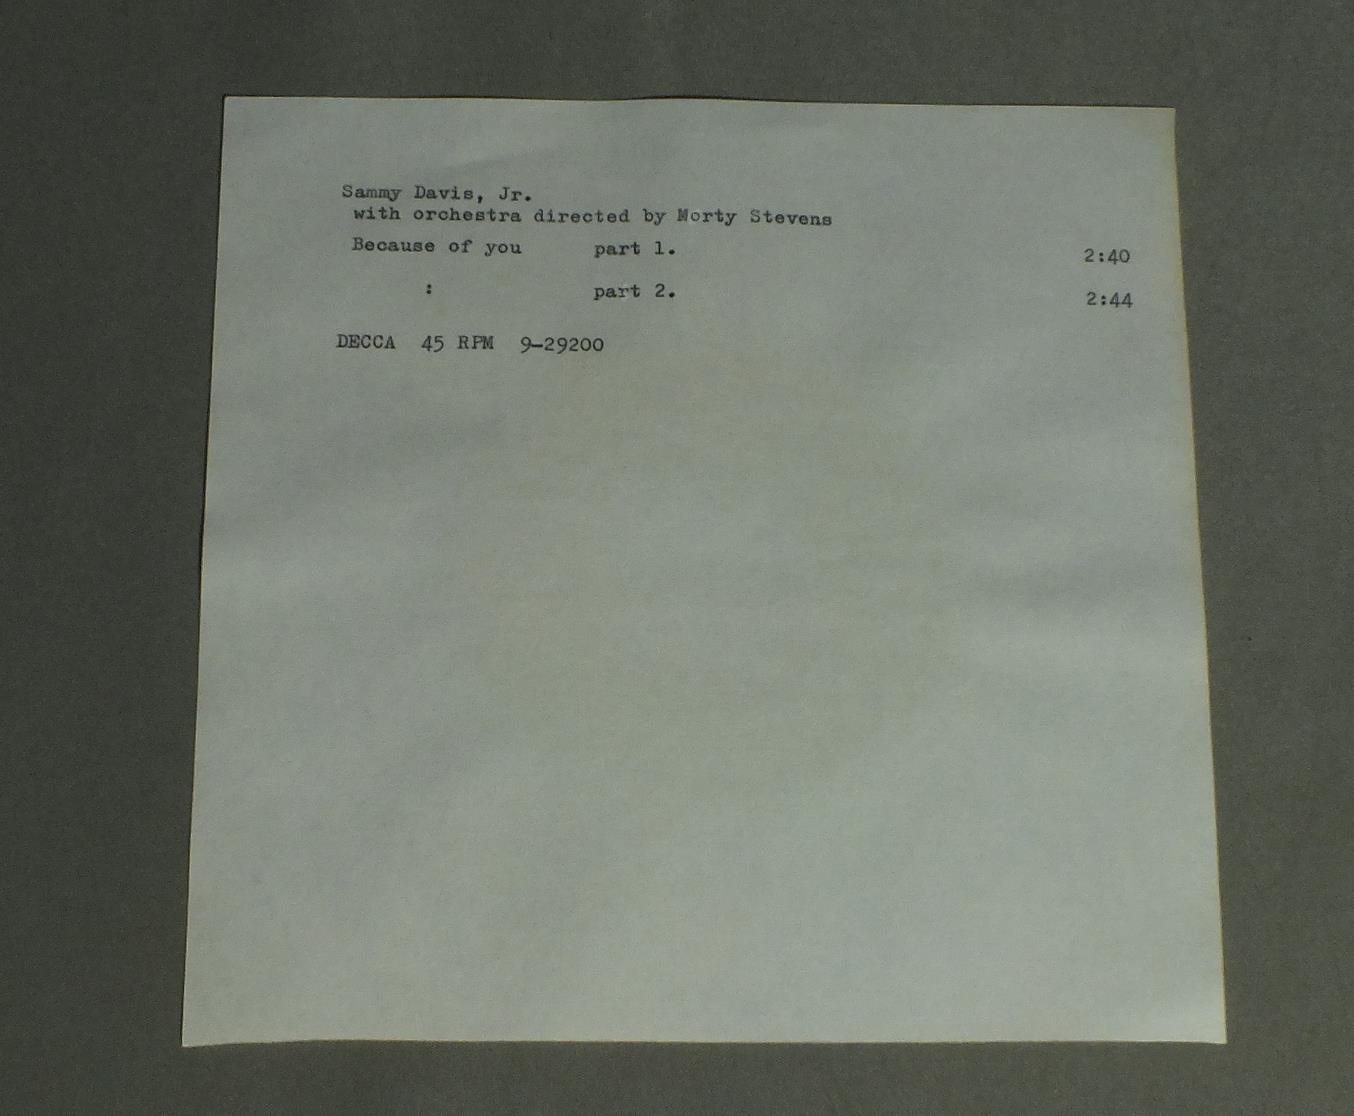 Sammy Davis, Jr.
with orchestra directed by Morty Stevens
Because of you part 1. 2:40
: part 2. 2:44
DECCA 45 RPM 9-29200